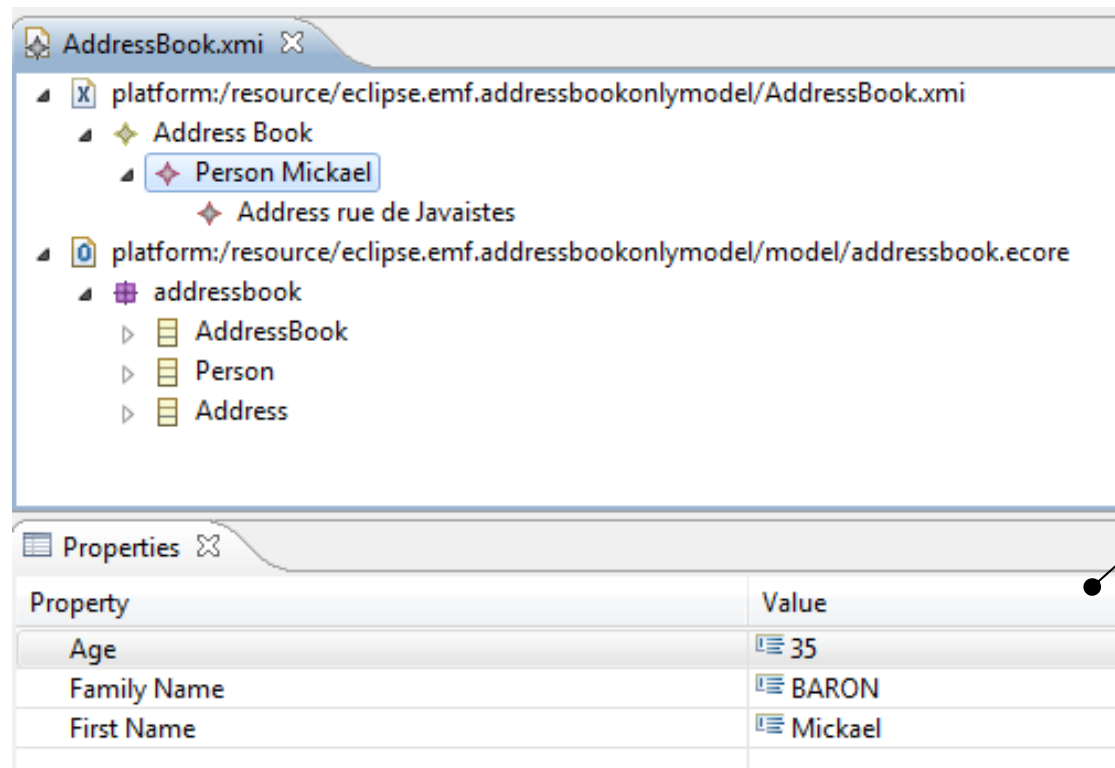 AddressBook.xmi
platform:/resource/eclipse.emf.addressbookonlymodel/AddressBook.xmi
Address Book
Person Mickael
Address rue de Javaistes
platform:/resource/eclipse.emf.addressbookonlymodel/model/addressbook.ecore
addressbook
AddressBook
Person
Address
Properties
Property Value
Age 35
Family Name BARON
First Name Mickael